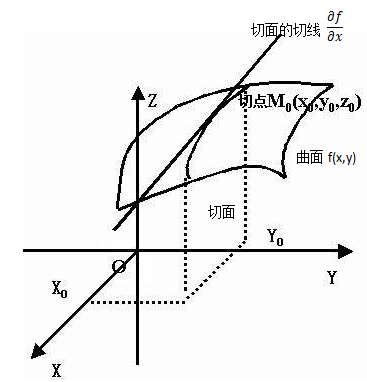 切面的切线 ∂f/∂x
Z
切点M₀(x₀,y₀,z₀)
曲面 f(x,y)
切面
Y₀
O
X₀
Y
X